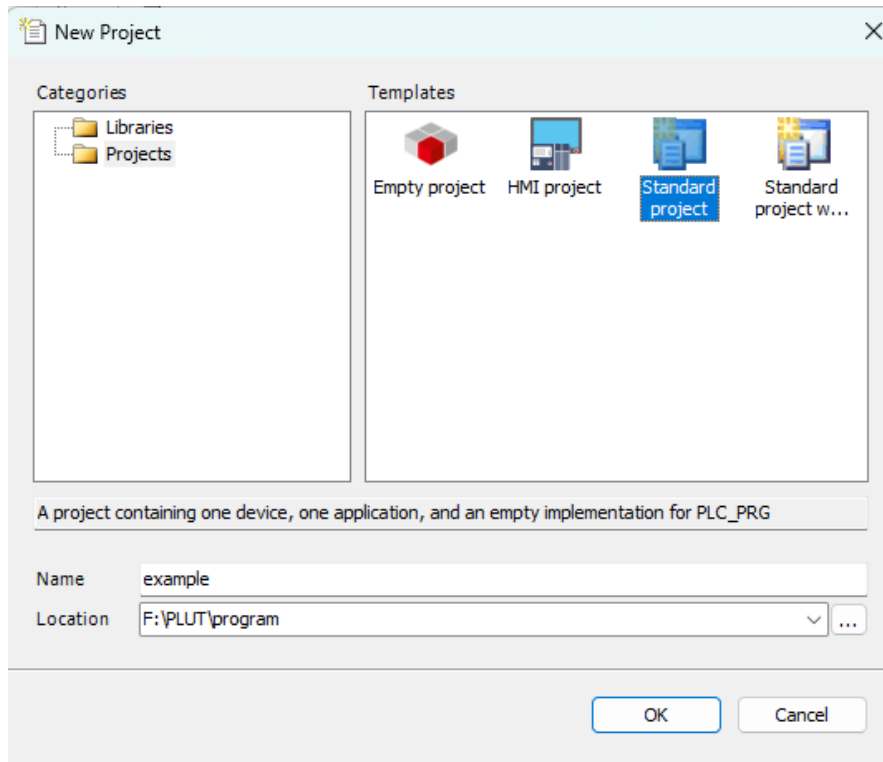 New Project
Categories
Templates
Libraries
Projects
Empty project
HMI project
Standard
project
Standard
project w...
A project containing one device, one application, and an empty implementation for PLC_PRG
Name
example
Location
F:\PLUT\program
...
OK
Cancel